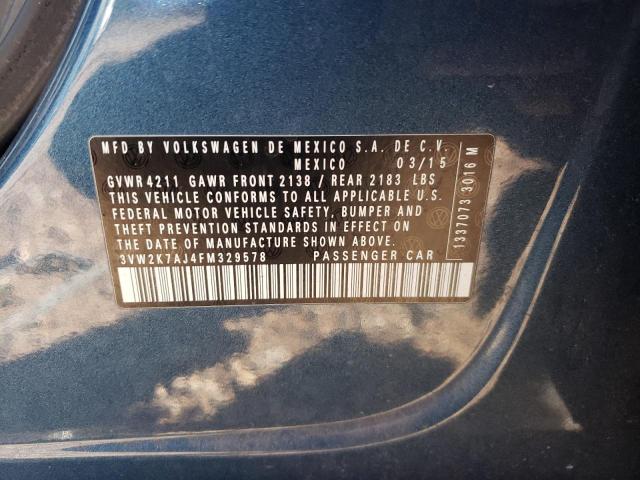 MFD BY VOLKSWAGEN DE MEXICO S.A. DE C.V.
MEXICO 03/15
GVWR 4211 GAWR FRONT 2138 / REAR 2183 LBS
THIS VEHICLE CONFORMS TO ALL APPLICABLE U.S.
FEDERAL MOTOR VEHICLE SAFETY, BUMPER AND
THEFT PREVENTION STANDARDS IN EFFECT ON
THE DATE OF MANUFACTURE SHOWN ABOVE.
3VW2K7AJ4FM329578 PASSENGER CAR
1337073 3016 M